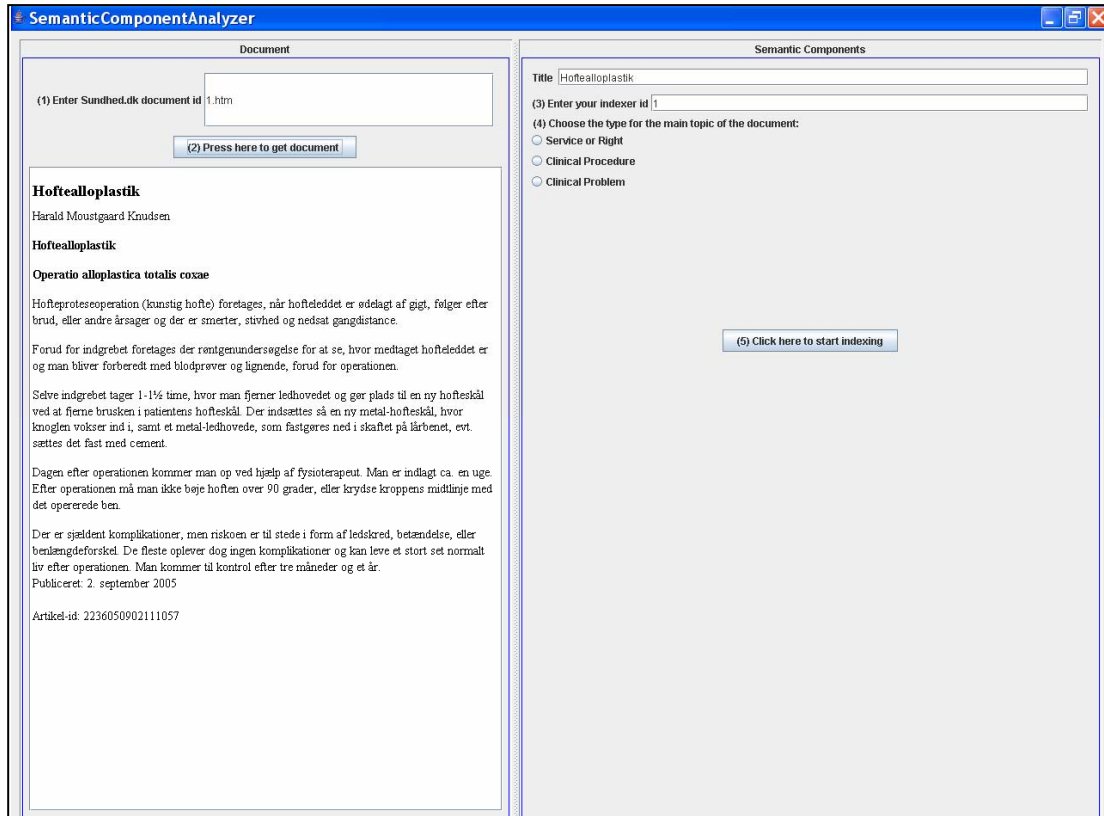 SemanticComponentAnalyzer
Document
(1) Enter Sundhed.dk document id 1.htm
(2) Press here to get document
Hoftealloplastik
Harald Moustgaard Knudsen
Hoftealloplastik
Operatio alloplastica totalis coxae
Hofteproteseoperation (kunstig hofte) foretages, når hofteleddet er ødelagt af gigt, følger efter
brud, eller andre årsager og der er smerter, stivhed og nedsat gangdistance.
Forud for indgrebet foretages der røntgenundersøgelse for at se, hvor medtaget hofteleddet er
og man bliver forberedt med blodprøver og lignende, forud for operationen.
Selve indgrebet tager 1-1½ time, hvor man fjerner ledhovedet og gør plads til en ny hofteskål
ved at fjerne brusken i patientens hofteskål. Der indsættes så en ny metal-hofteskål, hvor
knoglen vokser ind i, samt et metal-ledhovede, som fastgøres ned i skaftet på lårbenet, evt.
sættes det fast med cement.
Dagen efter operationen kommer man op ved hjælp af fysioterapeut. Man er indlagt ca. en uge.
Efter operationen må man ikke bøje hoften over 90 grader, eller krydse kroppens midtlinje med
det opererede ben.
Der er sjældent komplikationer, men risikoen er til stede i form af ledskred, betændelse, eller
benlængdeforskel. De fleste oplever dog ingen komplikationer og kan leve et stort set normalt
liv efter operationen. Man kommer til kontrol efter tre måneder og et år.
Publiceret: 2. september 2005
Artikel-id: 2236050902111057
Semantic Components
Title Hoftealloplastik
(3) Enter your indexer id 1
(4) Choose the type for the main topic of the document:
Service or Right
Clinical Procedure
Clinical Problem
(5) Click here to start indexing